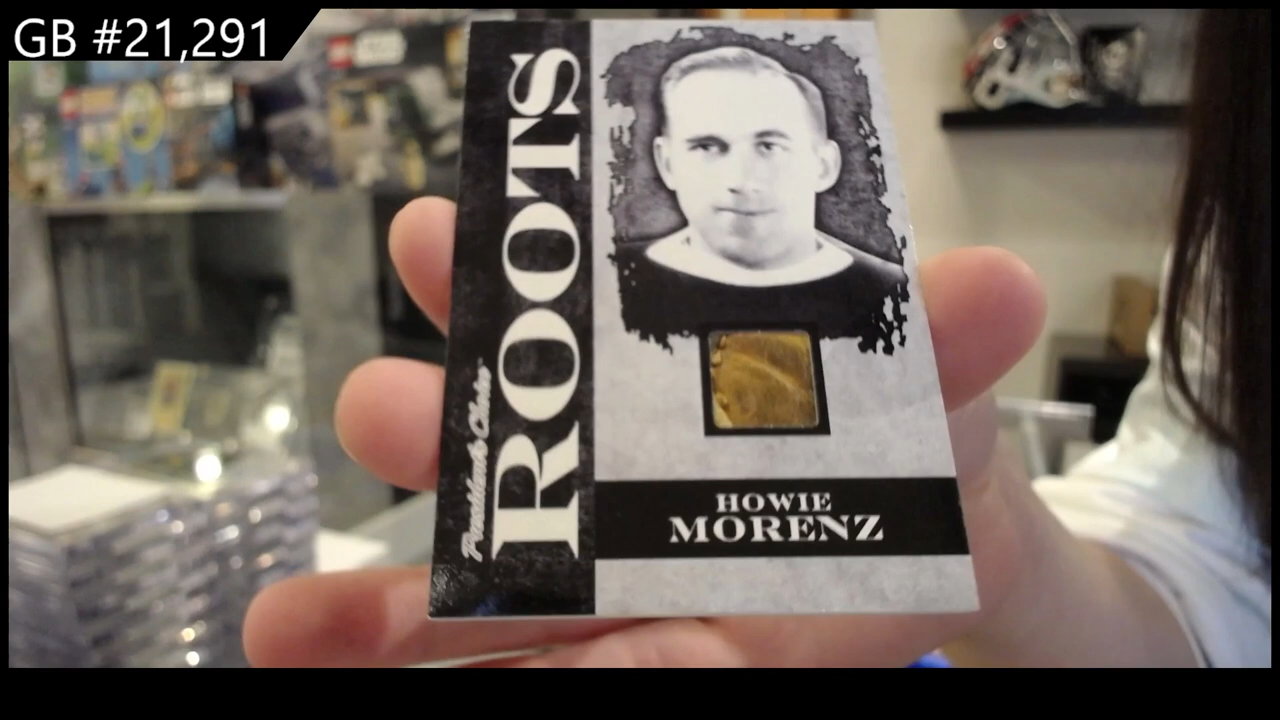 GB #21,291
President's Choice
ROOTS
HOWIE
MORENZ